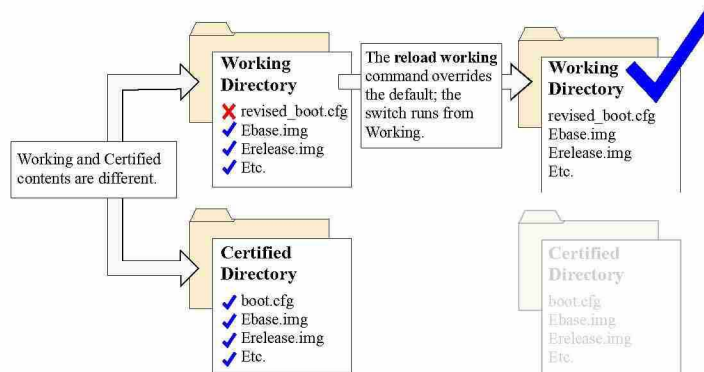 Working and Certified
contents are different.
Working
Directory
revised_boot.cfg
Ebase.img
Erelease.img
Etc.
The reload working
command overrides
the default; the
switch runs from
Working.
Working
Directory
revised_boot.cfg
Ebase.img
Erelease.img
Etc.
Certified
Directory
boot.cfg
Ebase.img
Erelease.img
Etc.
Certified
Directory
boot.cfg
Ebase.img
Erelease.img
Etc.